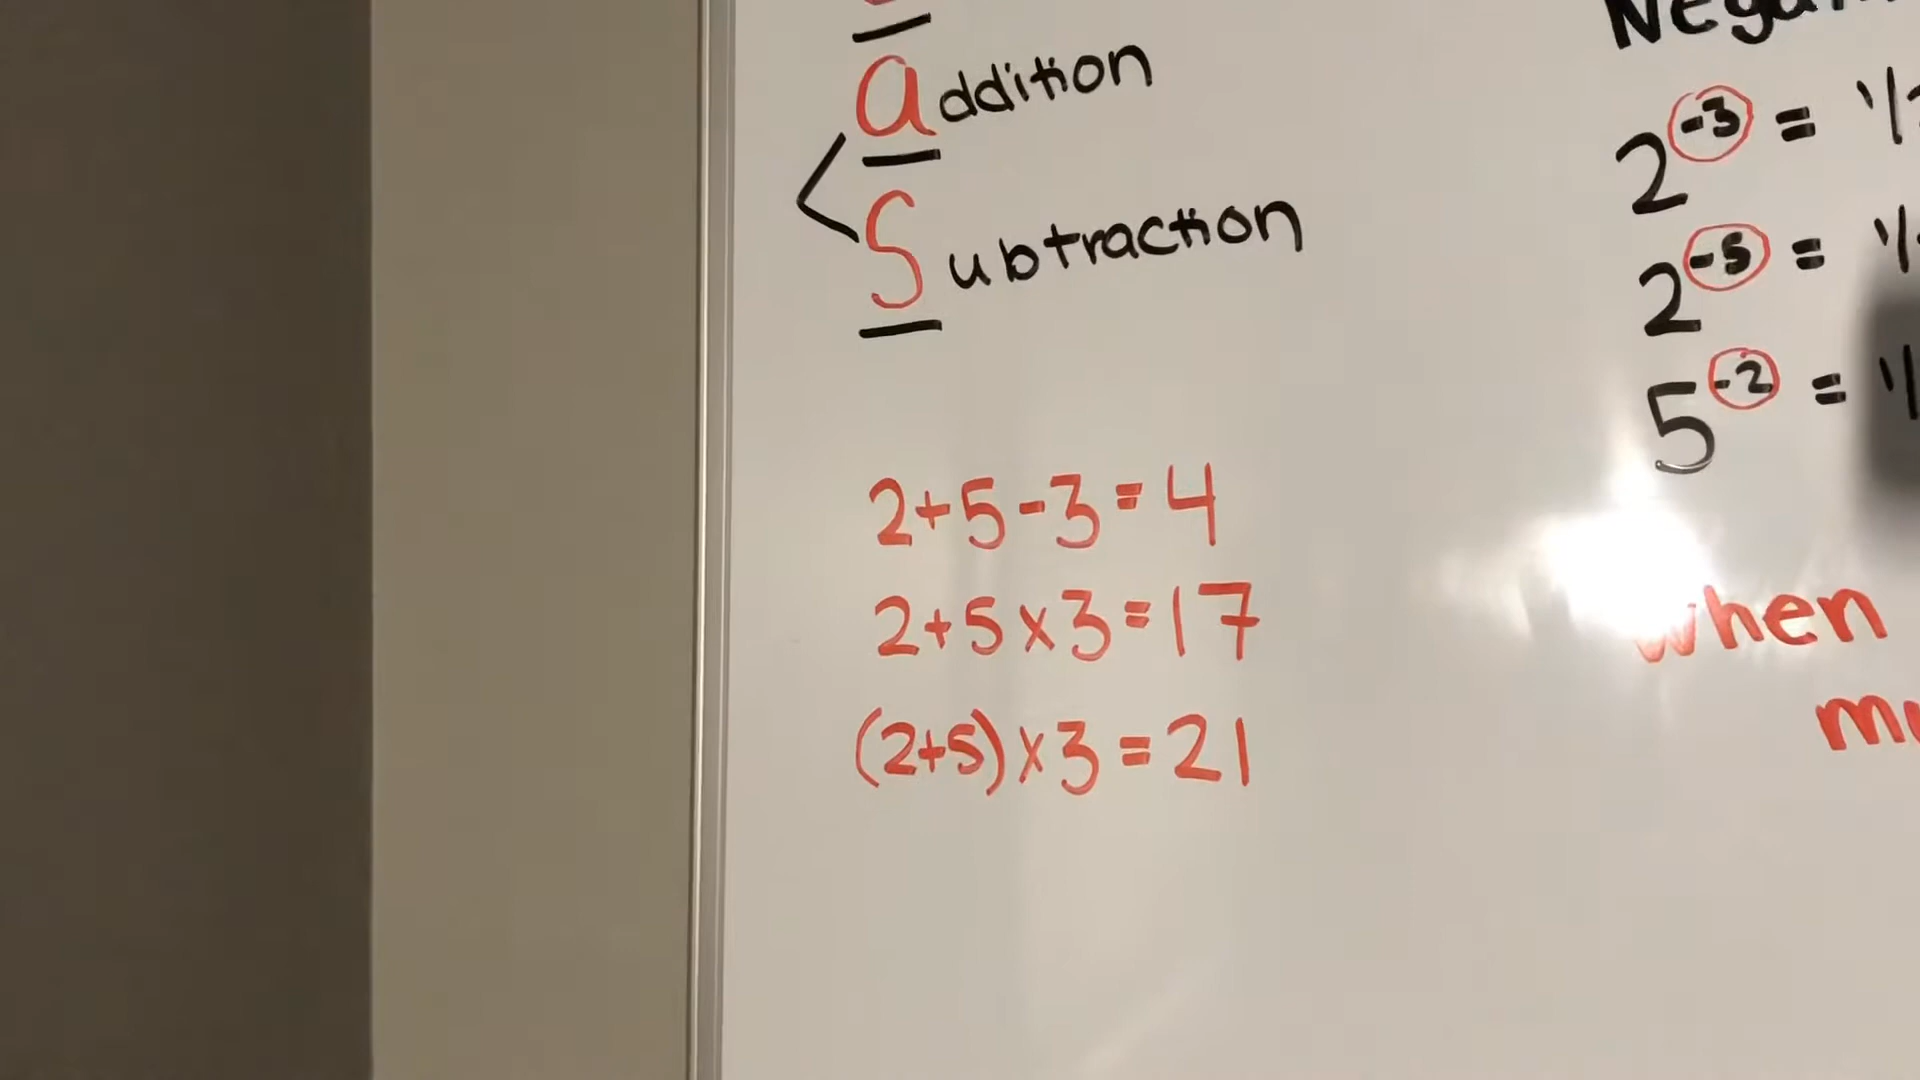 addition
Subtraction
2+5-3=4
2+5x3=17
(2+5)x3=21
2^-3 =
2^-5 =
5^-2 =
when